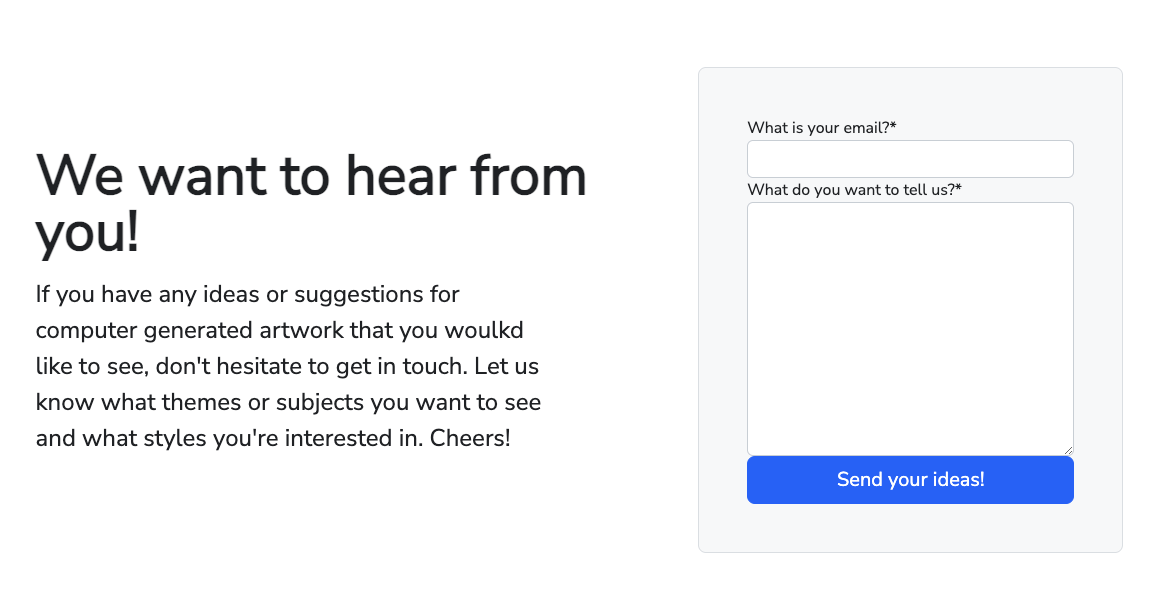 We want to hear from
you!
If you have any ideas or suggestions for
computer generated artwork that you woulkd
like to see, don't hesitate to get in touch. Let us
know what themes or subjects you want to see
and what styles you're interested in. Cheers!
What is your email?*
What do you want to tell us?*
Send your ideas!